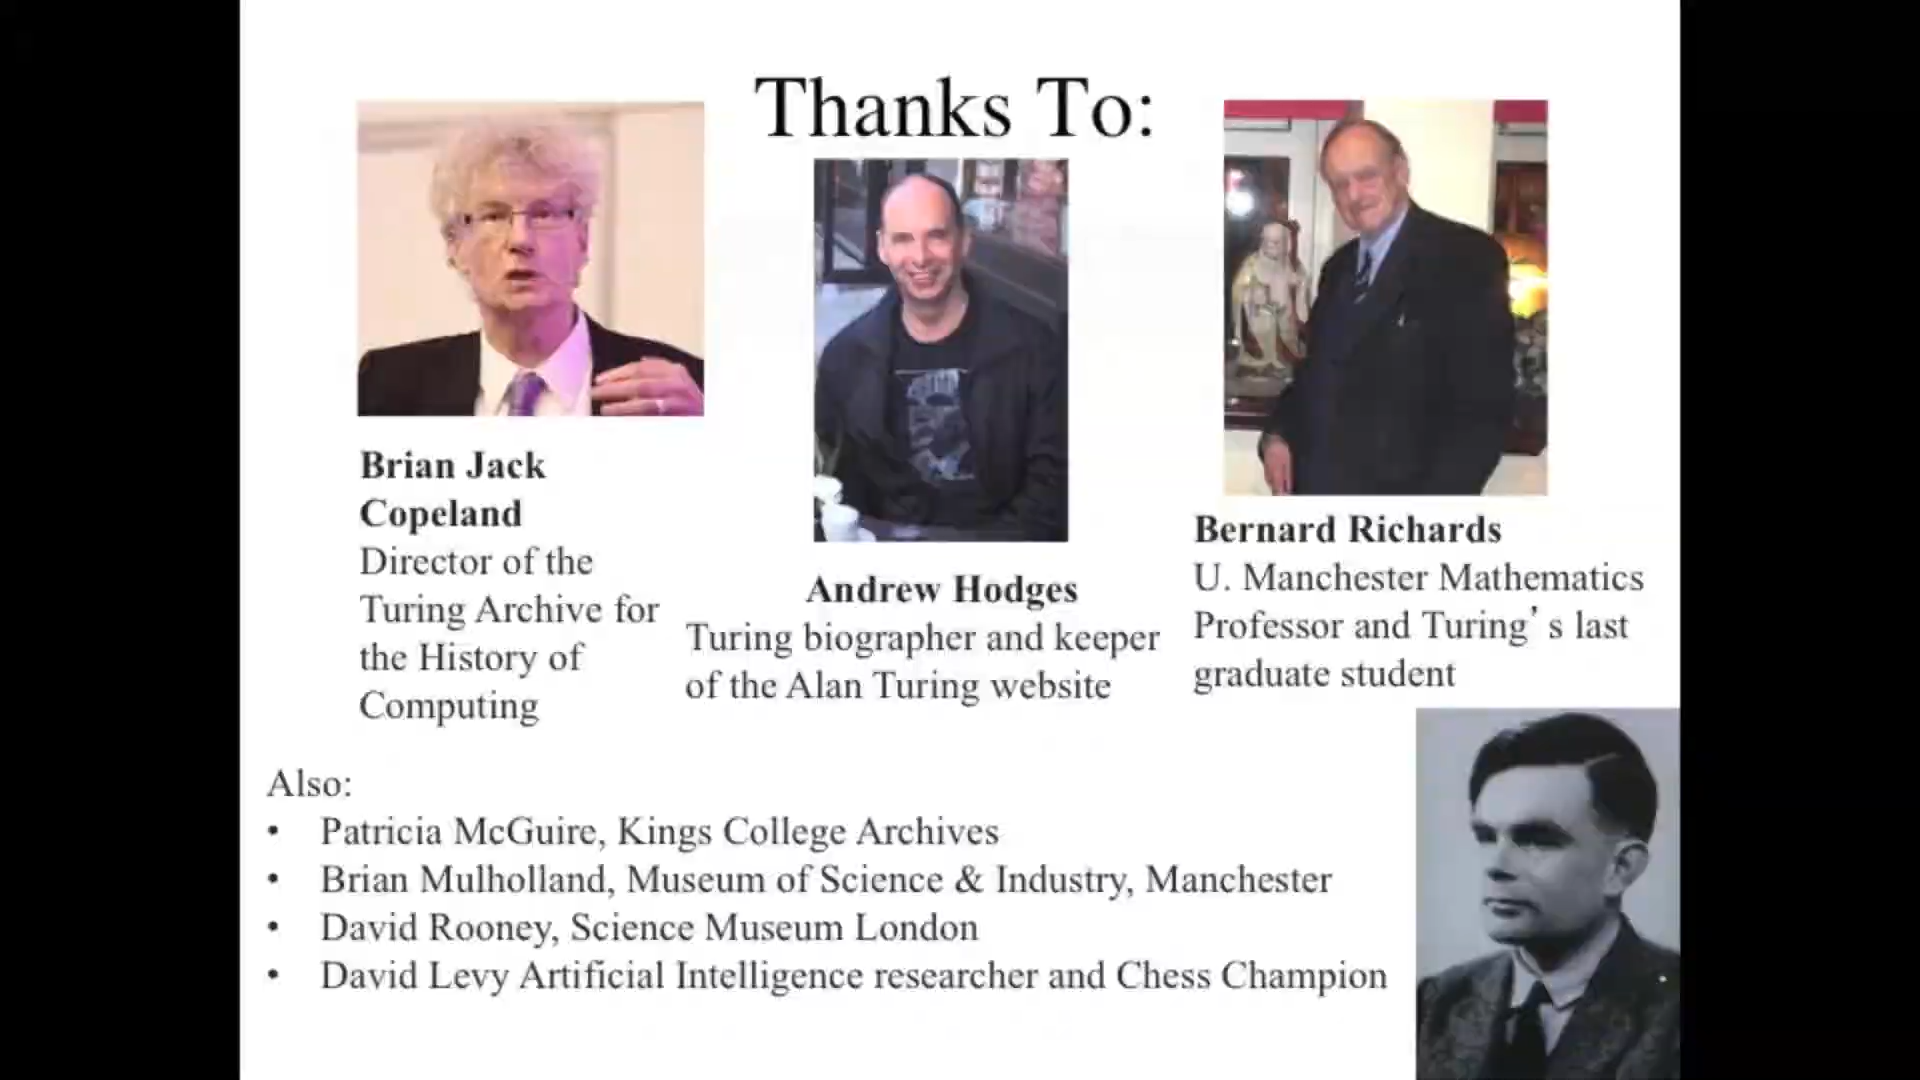 Thanks To:
Brian Jack
Copeland
Director of the
Turing Archive for
the History of
Computing
Andrew Hodges
Turing biographer and keeper
of the Alan Turing website
Bernard Richards
U. Manchester Mathematics
Professor and Turing’s last
graduate student
Also:
• Patricia McGuire, Kings College Archives
• Brian Mulholland, Museum of Science & Industry, Manchester
• David Rooney, Science Museum London
• David Levy Artificial Intelligence researcher and Chess Champion